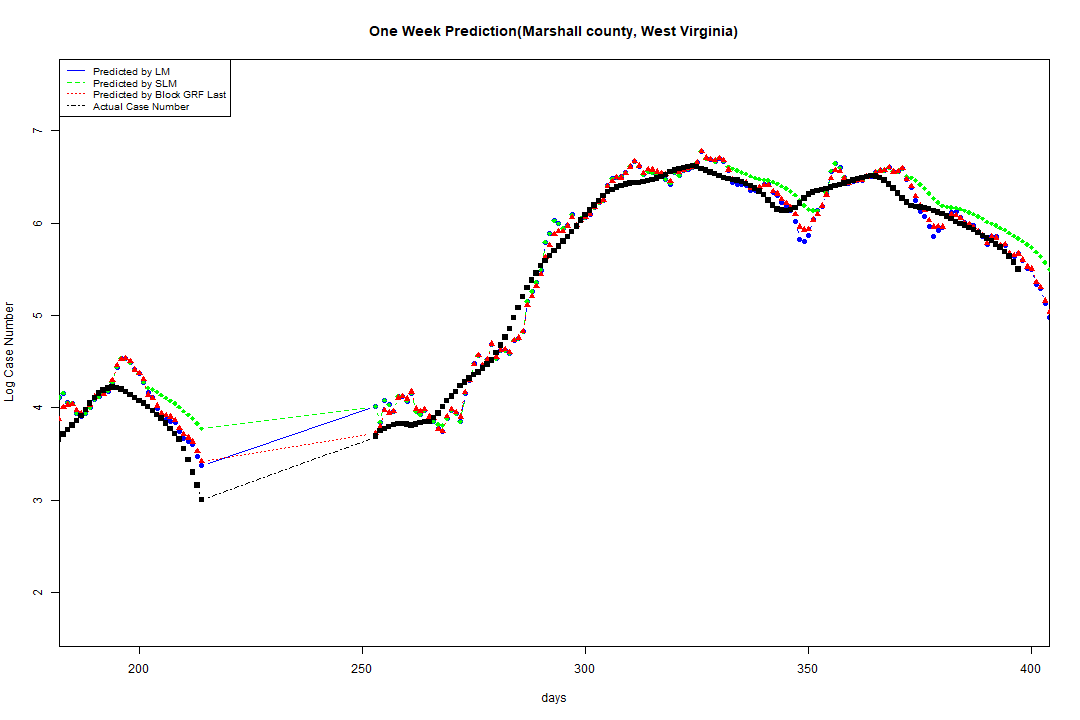 One Week Prediction(Marshall county, West Virginia)
Predicted by LM
Predicted by SLM
Predicted by Block GRF Last
Actual Case Number
7
6
5
4
3
2
Log Case Number
200
250
300
350
400
days